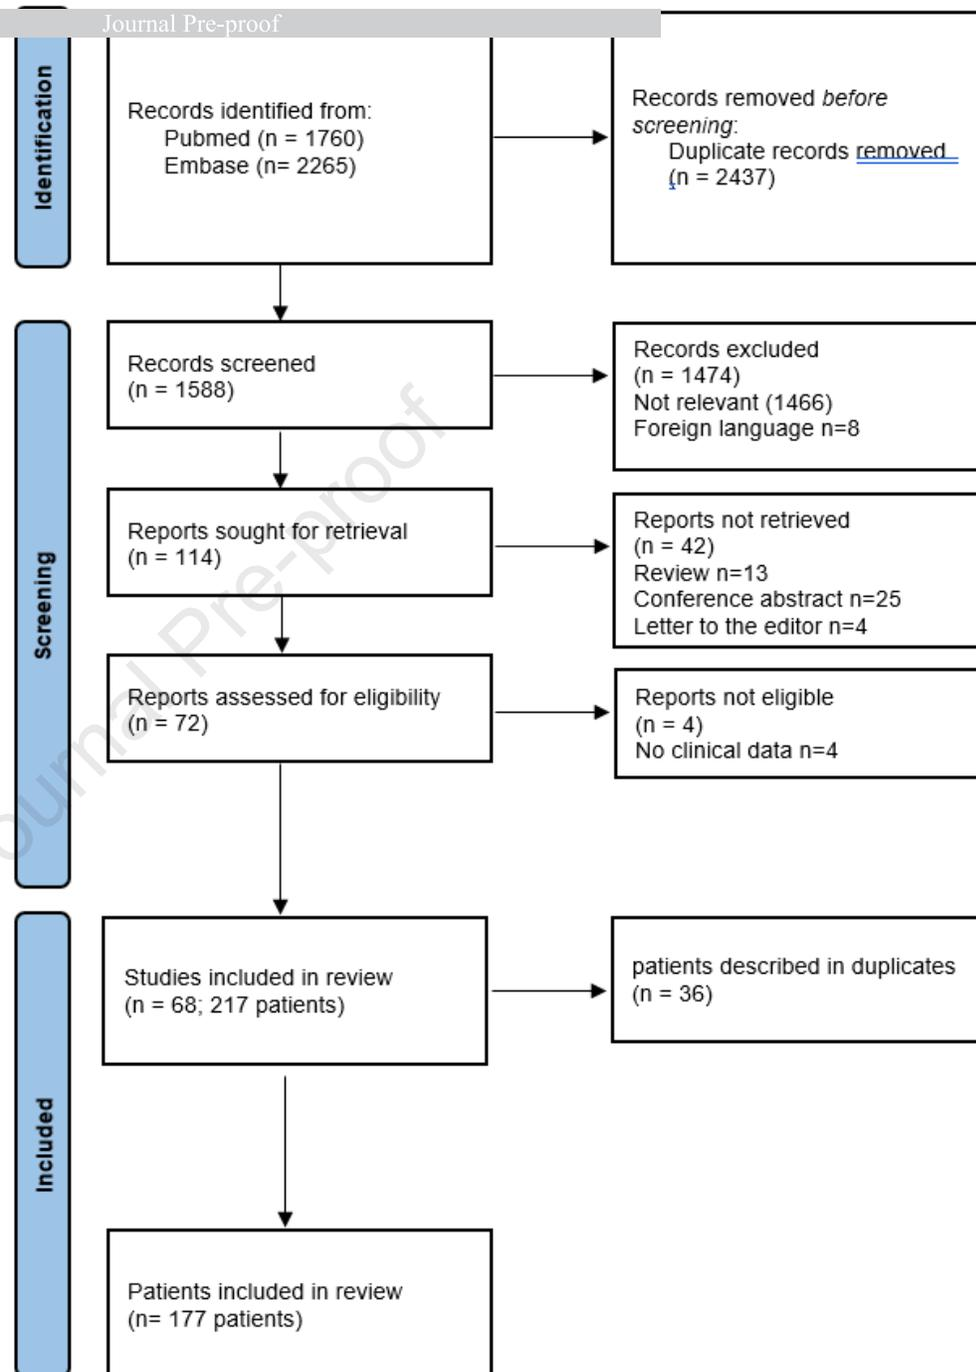 Journal Pre-proof
Identification
Records identified from:
Pubmed (n = 1760)
Embase (n= 2265)
Records removed before
screening:
Duplicate records removed
(n = 2437)
Screening
Records screened
(n = 1588)
Records excluded
(n = 1474)
Not relevant (1466)
Foreign language n=8
Reports sought for retrieval
(n = 114)
Reports not retrieved
(n = 42)
Review n=13
Conference abstract n=25
Letter to the editor n=4
Reports assessed for eligibility
(n = 72)
Reports not eligible
(n = 4)
No clinical data n=4
Included
Studies included in review
(n = 68; 217 patients)
patients described in duplicates
(n = 36)
Patients included in review
(n= 177 patients)
ournal Pre-proof